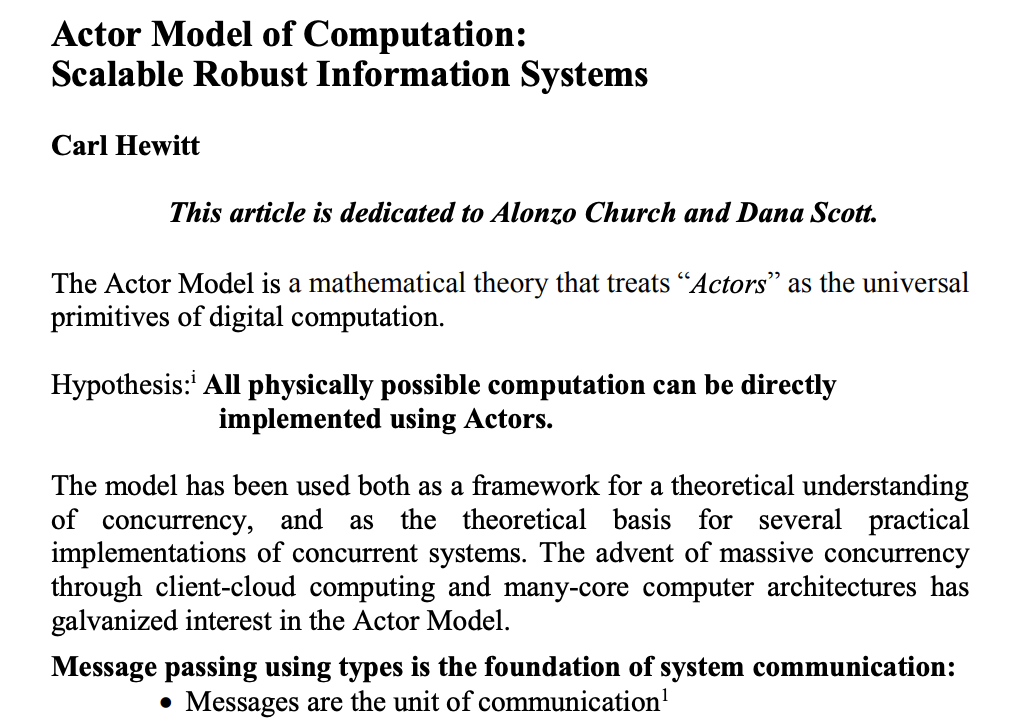 Actor Model of Computation:
Scalable Robust Information Systems
Carl Hewitt
This article is dedicated to Alonzo Church and Dana Scott.
The Actor Model is a mathematical theory that treats “Actors” as the universal
primitives of digital computation.
Hypothesis:i All physically possible computation can be directly
implemented using Actors.
The model has been used both as a framework for a theoretical understanding
of concurrency, and as the theoretical basis for several practical
implementations of concurrent systems. The advent of massive concurrency
through client-cloud computing and many-core computer architectures has
galvanized interest in the Actor Model.
Message passing using types is the foundation of system communication:
• Messages are the unit of communication1